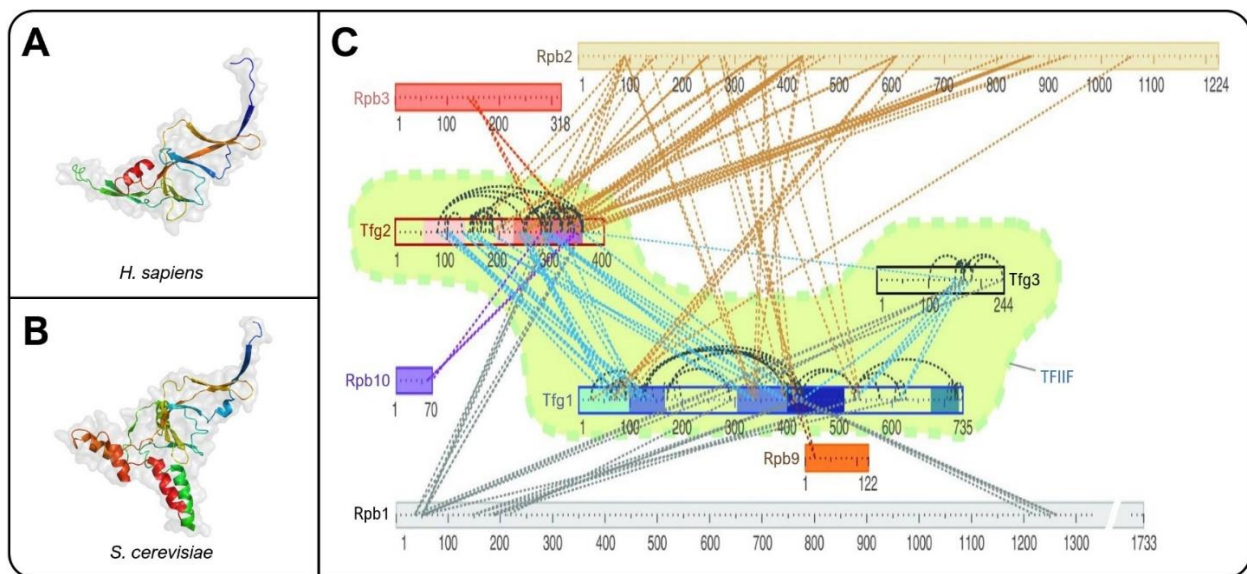 A
H. sapiens
B
S. cerevisiae
C
Rpb2
1 100 200 300 400 500 600 700 800 900 1000 1100 1224
Rpb3
1 100 200 318
Tfg2
1 100 200 300 400
Tfg3
1 100 244
Rpb10
1 70
TFIIF
Tfg1
1 100 200 300 400 500 600 735
Rpb9
1 122
Rpb1
1 100 200 300 400 500 600 700 800 900 1000 1100 1200 1300 1733